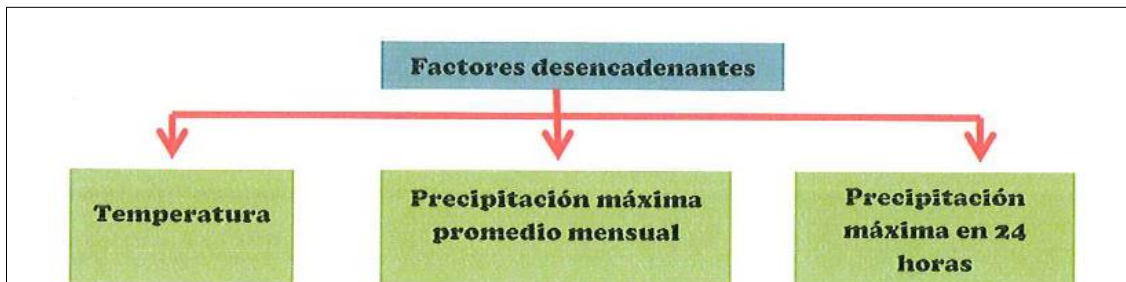 Factores desencadenantes
Temperatura
Precipitación máxima
promedio mensual
Precipitación
máxima en 24
horas